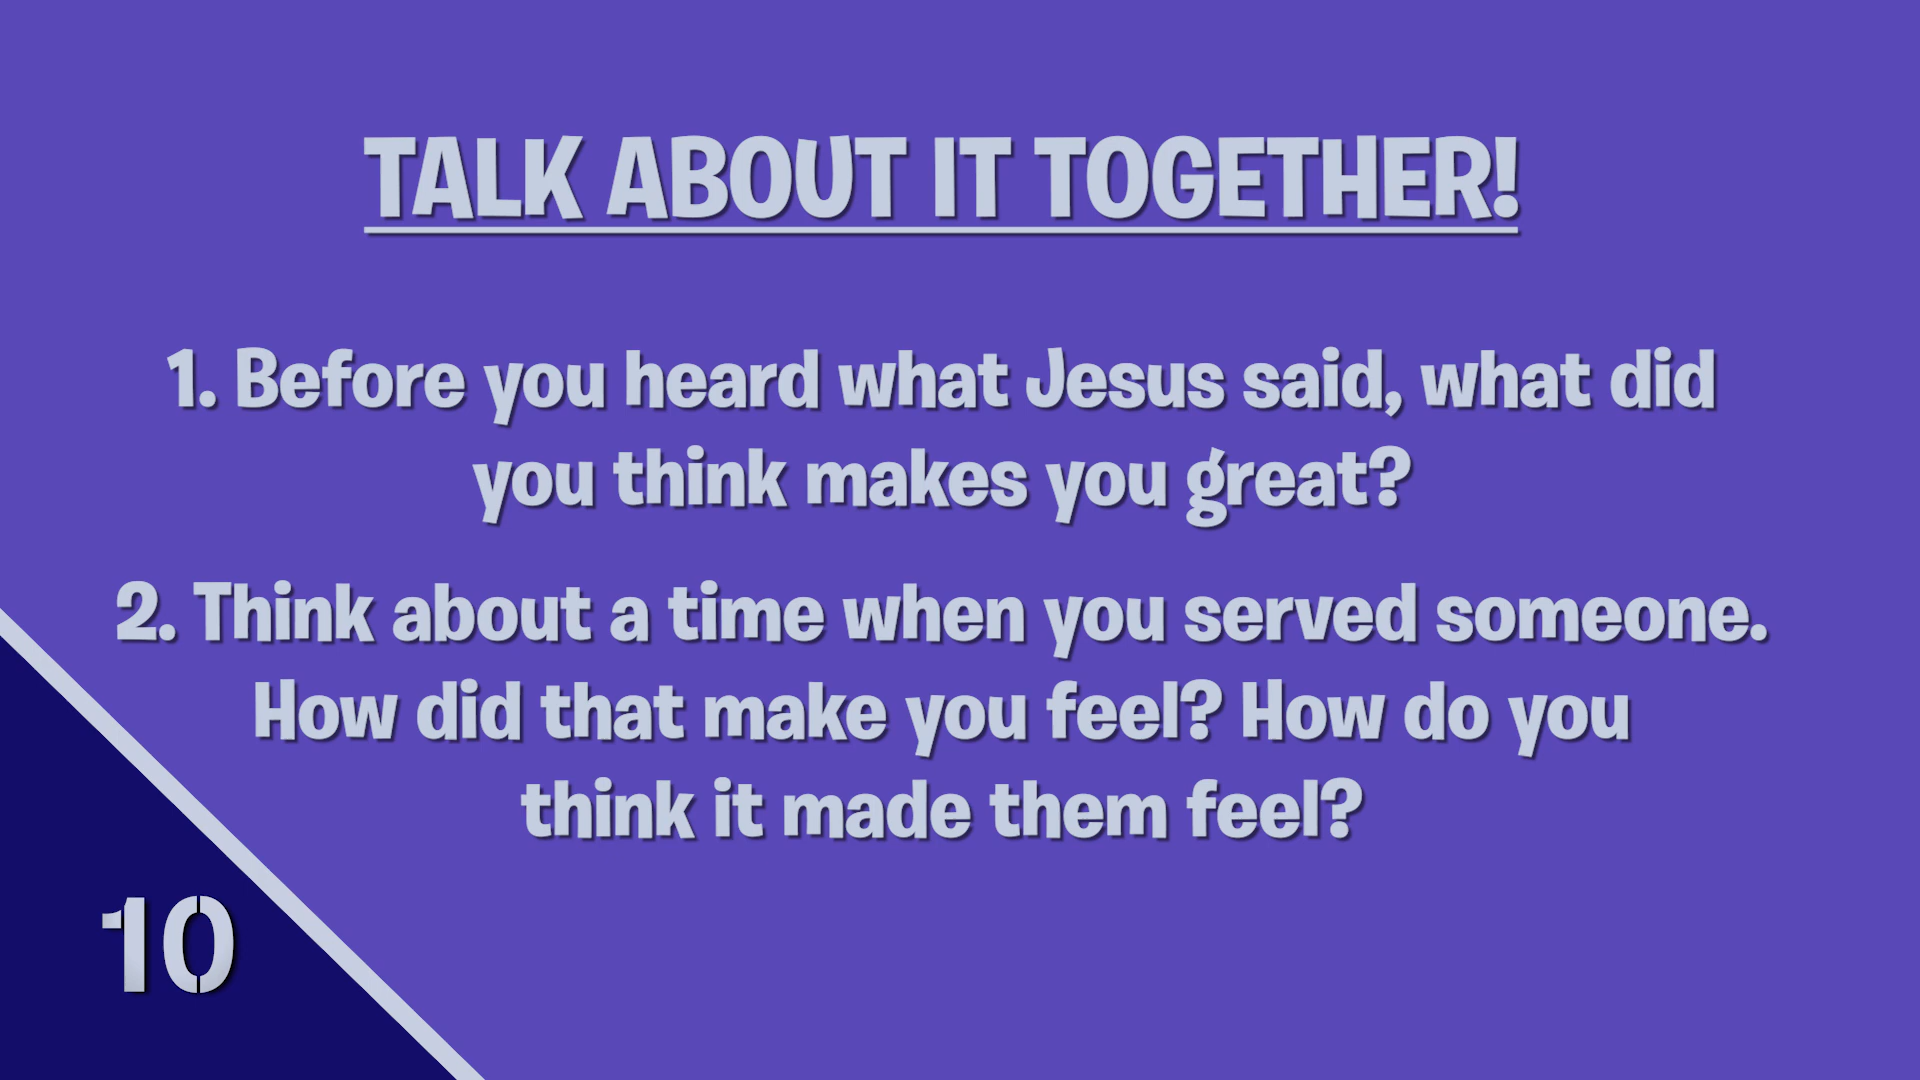 TALK ABOUT IT TOGETHER!
1. Before you heard what Jesus said, what did
you think makes you great?
2. Think about a time when you served someone.
How did that make you feel? How do you
think it made them feel?
10